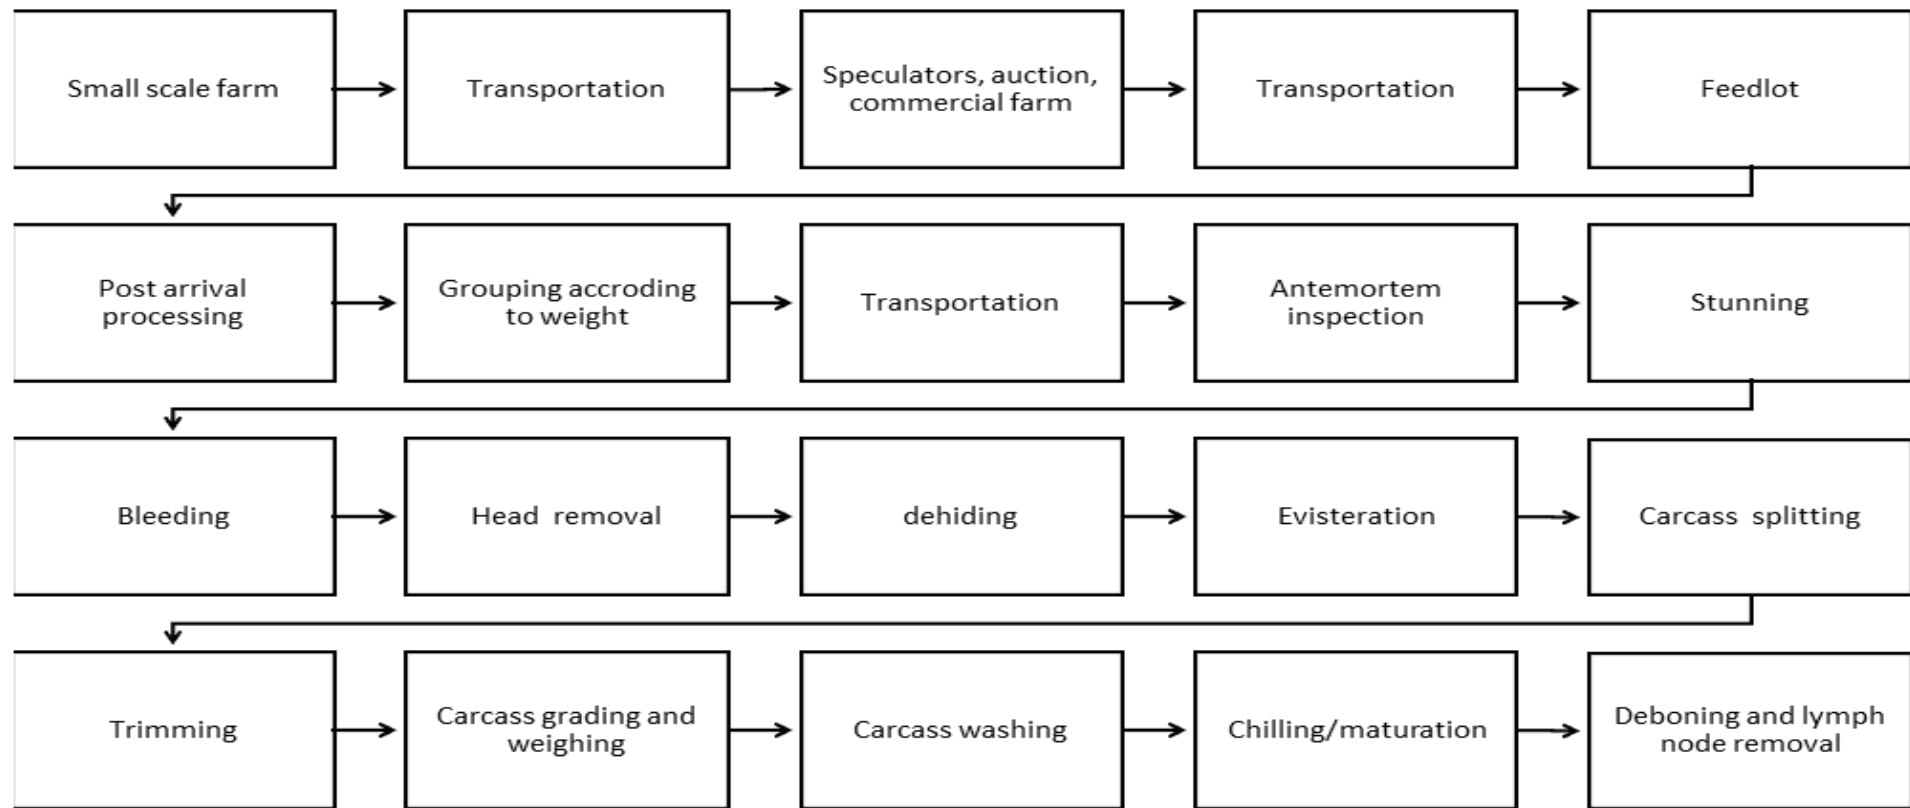 Small scale farm
Transportation
Speculators, auction,
commercial farm
Transportation
Feedlot
Post arrival
processing
Grouping accroding
to weight
Transportation
Antemortem
inspection
Stunning
Bleeding
Head removal
dehiding
Evisteration
Carcass splitting
Trimming
Carcass grading and
weighing
Carcass washing
Chilling/maturation
Deboning and lymph
node removal